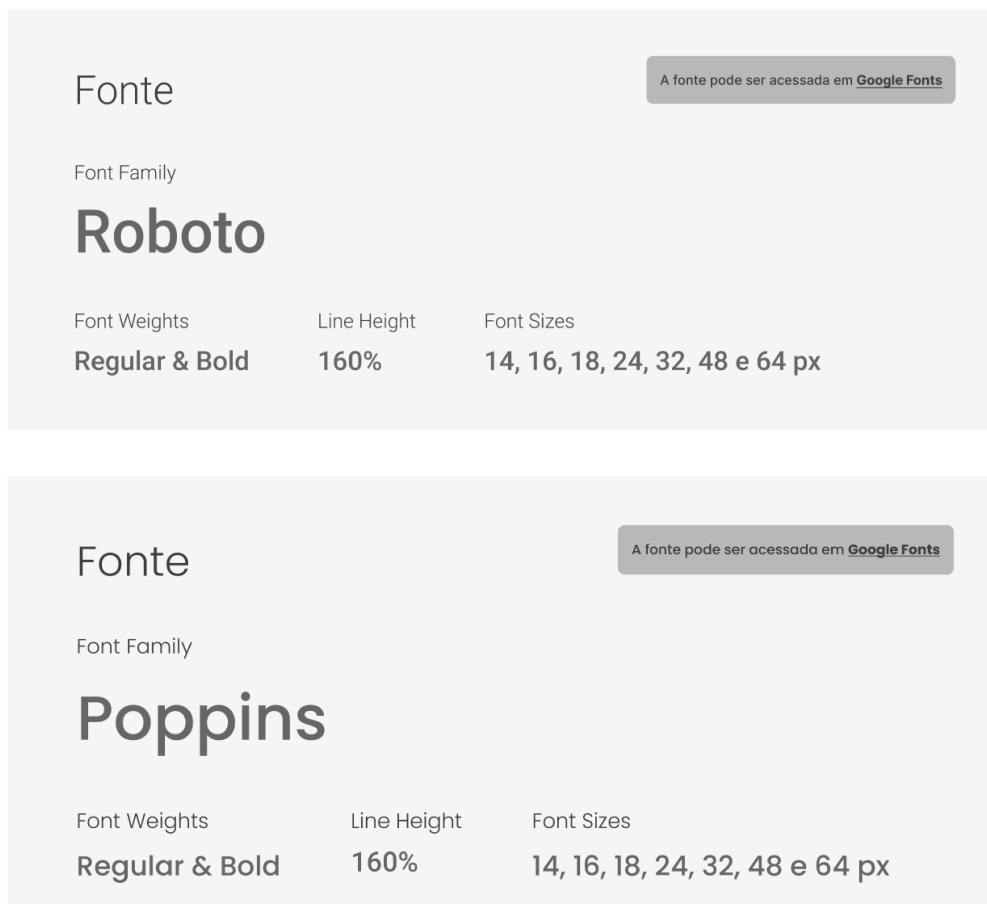 Fonte
A fonte pode ser acessada em Google Fonts
Font Family
Roboto
Font Weights
Line Height
Font Sizes
Regular & Bold
160%
14, 16, 18, 24, 32, 48 e 64 px
Fonte
A fonte pode ser acessada em Google Fonts
Font Family
Poppins
Font Weights
Line Height
Font Sizes
Regular & Bold
160%
14, 16, 18, 24, 32, 48 e 64 px